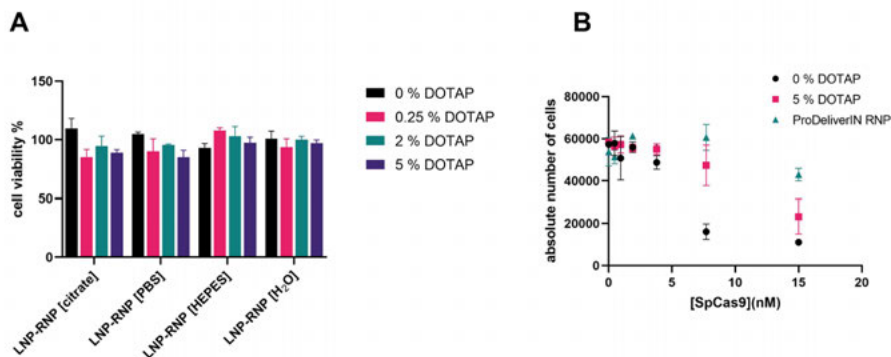 A
cell viability %
150
100
50
0
LNP-RNP [citrate]
LNP-RNP [PBS]
LNP-RNP [HEPES]
LNP-RNP [H₂O]
0 % DOTAP
0.25 % DOTAP
2 % DOTAP
5 % DOTAP
B
0 % DOTAP
5 % DOTAP
ProDeliverIN RNP
absolute number of cells
80000
60000
40000
20000
0
0 5 10 15 20
[SpCas9](nM)